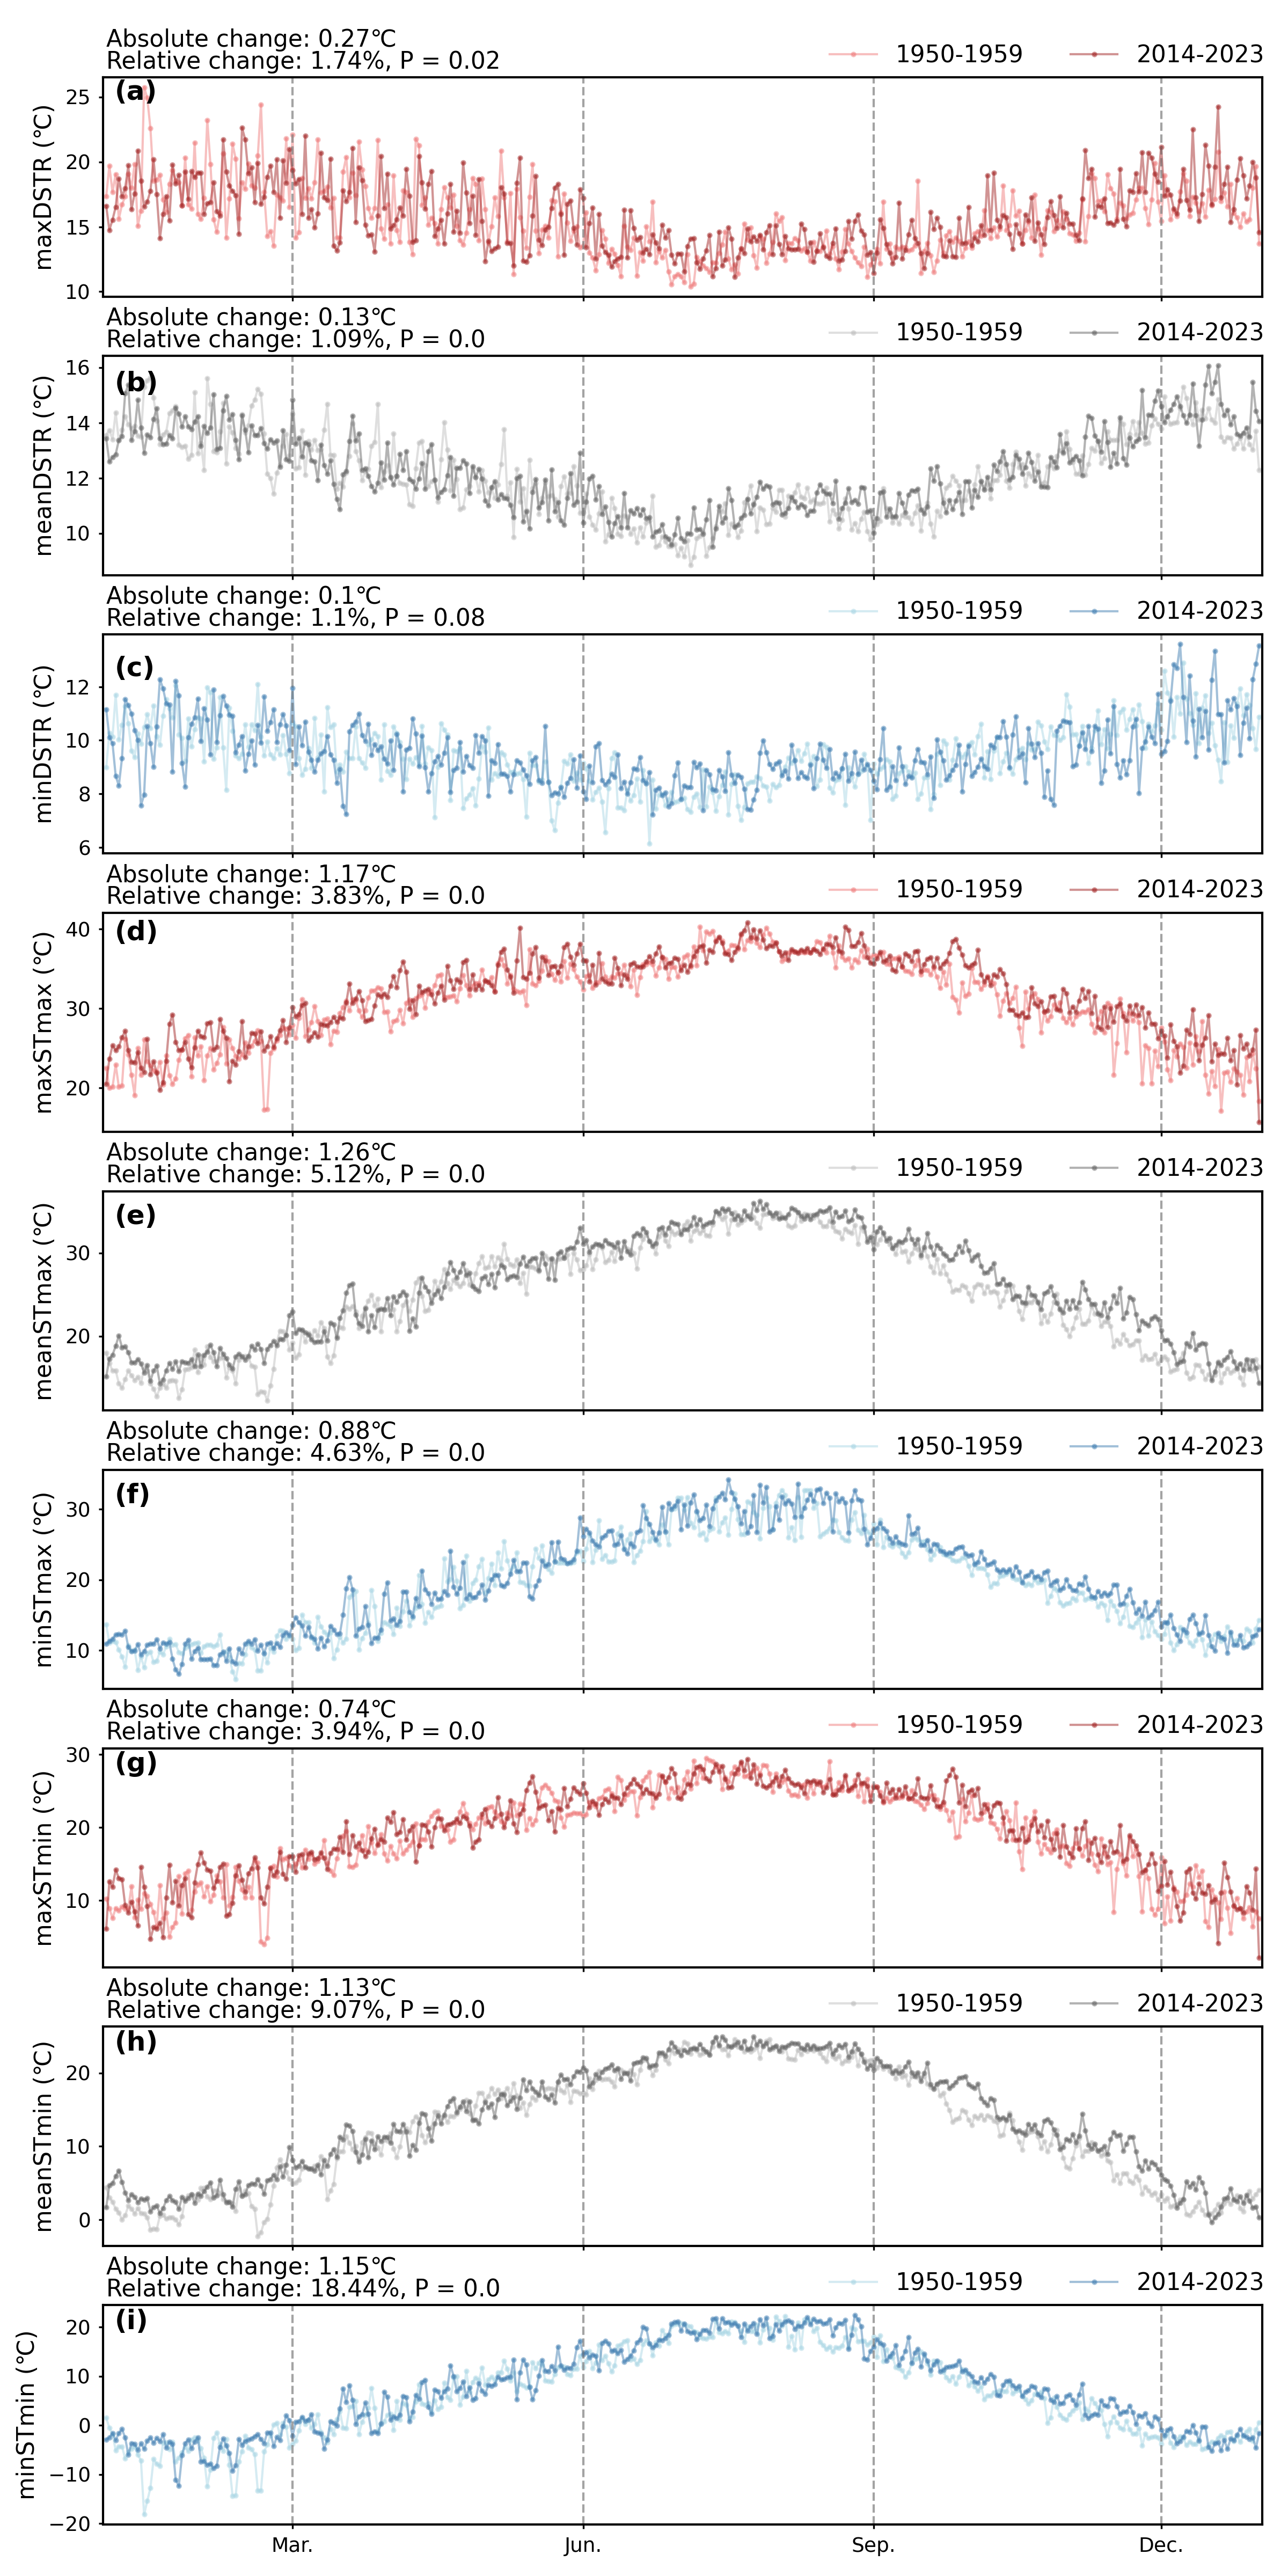 Absolute change: 0.27℃
Relative change: 1.74%, P = 0.02
1950-1959 2014-2023
(a)
maxDSTR (℃)
25
20
15
10
Absolute change: 0.13℃
Relative change: 1.09%, P = 0.0
1950-1959 2014-2023
(b)
meanDSTR (℃)
16
14
12
10
Absolute change: 0.1℃
Relative change: 1.1%, P = 0.08
1950-1959 2014-2023
(c)
minDSTR (℃)
12
10
8
6
Absolute change: 1.17℃
Relative change: 3.83%, P = 0.0
1950-1959 2014-2023
(d)
maxSTmax (℃)
40
30
20
Absolute change: 1.26℃
Relative change: 5.12%, P = 0.0
1950-1959 2014-2023
(e)
meanSTmax (℃)
30
20
Absolute change: 0.88℃
Relative change: 4.63%, P = 0.0
1950-1959 2014-2023
(f)
minSTmax (℃)
30
20
10
Absolute change: 0.74℃
Relative change: 3.94%, P = 0.0
1950-1959 2014-2023
(g)
maxSTmin (℃)
30
20
10
Absolute change: 1.13℃
Relative change: 9.07%, P = 0.0
1950-1959 2014-2023
(h)
meanSTmin (℃)
20
10
0
Absolute change: 1.15℃
Relative change: 18.44%, P = 0.0
1950-1959 2014-2023
(i)
minSTmin (℃)
20
10
0
−10
−20
Mar. Jun. Sep. Dec.